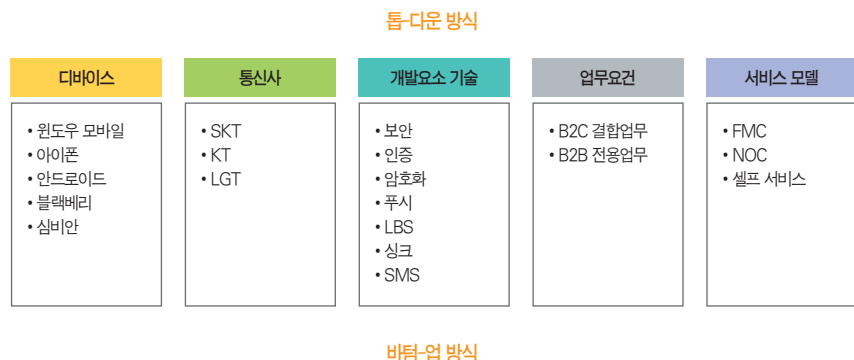 톱-다운 방식
디바이스
• 윈도우 모바일
• 아이폰
• 안드로이드
• 블랙베리
• 심비안
통신사
• SKT
• KT
• LGT
개발요소 기술
• 보안
• 인증
• 암호화
• 푸시
• LBS
• 싱크
• SMS
업무요건
• B2C 결합업무
• B2B 전용업무
서비스 모델
• FMC
• NOC
• 셀프 서비스
바텀-업 방식